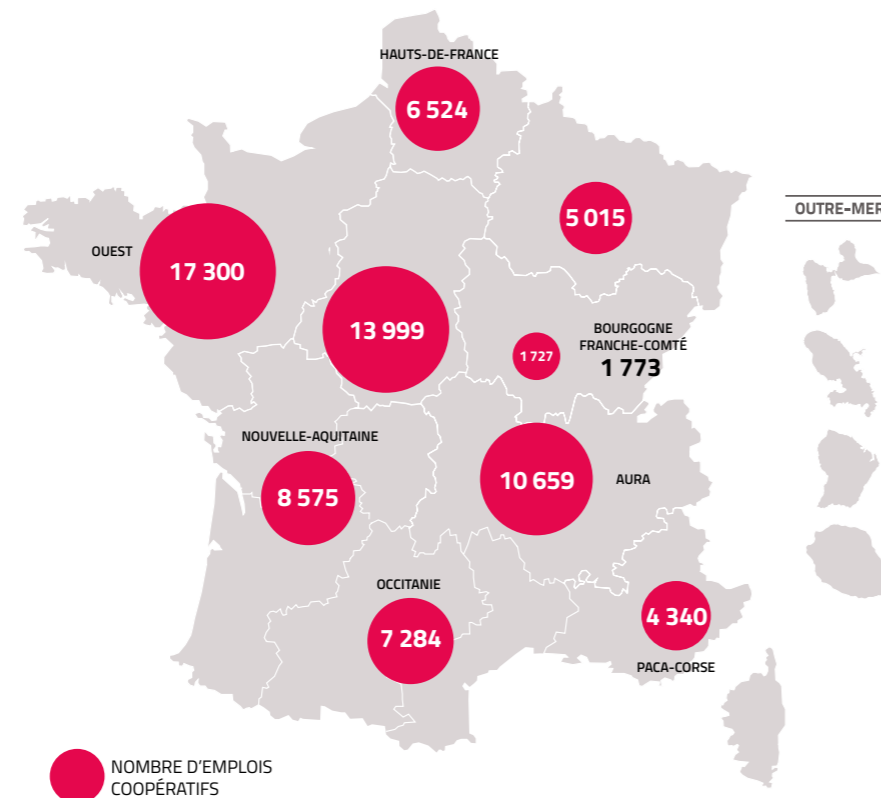 HAUTS-DE-FRANCE
6 524
5 015
OUTRE-MER
OUEST
17 300
13 999
1 727
BOURGOGNE
FRANCHE-COMTÉ
1 773
NOUVELLE-AQUITAINE
8 575
10 659
AURA
OCCITANIE
7 284
4 340
PACA-CORSE
NOMBRE D'EMPLOIS
COOPÉRATIFS